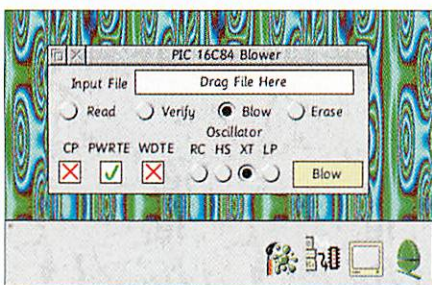 PIC 16C84 Blower
Input File Drag File Here
Read Verify Blow Erase
Oscillator
CP PWRTE WDTE RC HS XT LP
Blow